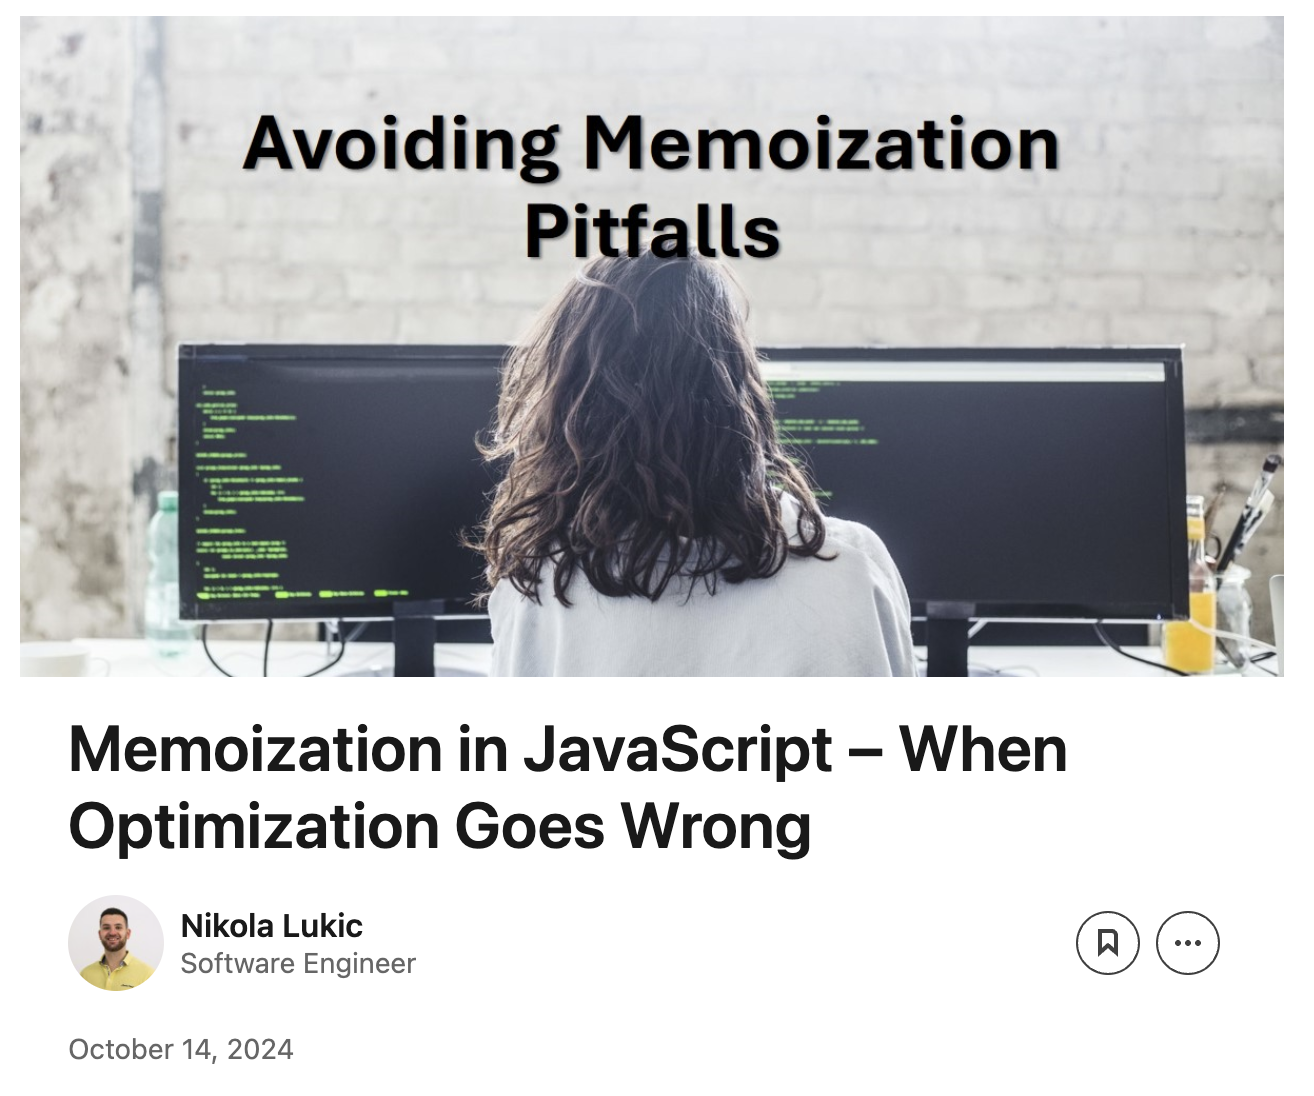 Avoiding Memoization
Pitfalls
Memoization in JavaScript – When
Optimization Goes Wrong
Nikola Lukic
Software Engineer
October 14, 2024